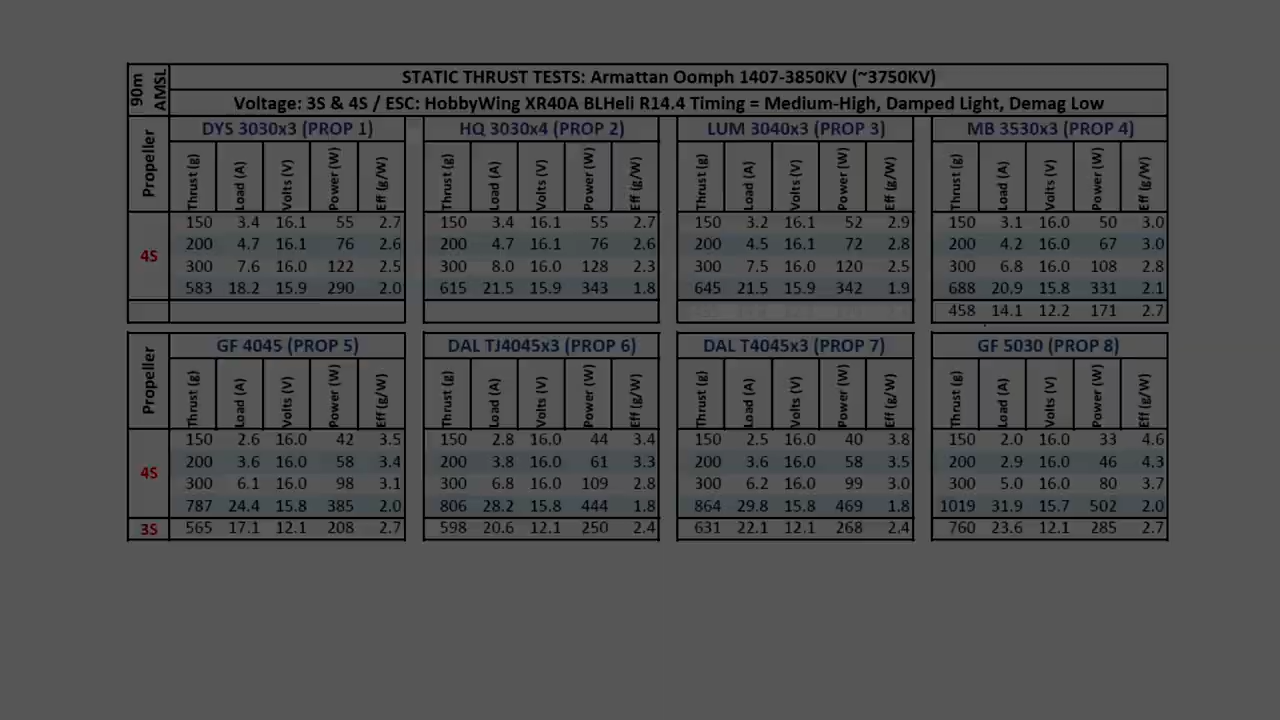 90m AMSL
STATIC THRUST TESTS: Armattan Oomph 1407-3850KV (~3750KV)
Voltage: 3S & 4S / ESC: HobbyWing XR40A BLHeli R14.4 Timing = Medium-High, Damped Light, Demag Low
Propeller DYS 3030x3 (PROP 1) HQ 3030x4 (PROP 2) LUM 3040x3 (PROP 3) MB 3530x3 (PROP 4)
Thrust (g) Load (A) Volts (V) Power (W) Eff (g/W) Thrust (g) Load (A) Volts (V) Power (W) Eff (g/W) Thrust (g) Load (A) Volts (V) Power (W) Eff (g/W) Thrust (g) Load (A) Volts (V) Power (W) Eff (g/W)
4S
150 3.4 16.1 55 2.7 150 3.4 16.1 55 2.7 150 3.2 16.1 52 2.9 150 3.1 16.0 50 3.0
200 4.7 16.1 76 2.6 200 4.7 16.1 76 2.6 200 4.5 16.1 72 2.8 200 4.2 16.0 67 3.0
300 7.6 16.0 122 2.5 300 8.0 16.0 128 2.3 300 7.5 16.0 120 2.5 300 6.8 16.0 108 2.8
583 18.2 15.9 290 2.0 615 21.5 15.9 343 1.8 645 21.5 15.9 342 1.9 688 20.9 15.8 331 2.1
458 14.1 12.2 171 2.7
Propeller GF 4045 (PROP 5) DAL TJ4045x3 (PROP 6) DAL T4045x3 (PROP 7) GF 5030 (PROP 8)
Thrust (g) Load (A) Volts (V) Power (W) Eff (g/W) Thrust (g) Load (A) Volts (V) Power (W) Eff (g/W) Thrust (g) Load (A) Volts (V) Power (W) Eff (g/W) Thrust (g) Load (A) Volts (V) Power (W) Eff (g/W)
4S
150 2.6 16.0 42 3.5 150 2.8 16.0 44 3.4 150 2.5 16.0 40 3.8 150 2.0 16.0 33 4.6
200 3.6 16.0 58 3.4 200 3.8 16.0 61 3.3 200 3.6 16.0 58 3.5 200 2.9 16.0 46 4.3
300 6.1 16.0 98 3.1 300 6.8 16.0 109 2.8 300 6.2 16.0 99 3.0 300 5.0 16.0 80 3.7
787 24.4 15.8 385 2.0 806 28.2 15.8 444 1.8 864 29.8 15.8 469 1.8 1019 31.9 15.7 502 2.0
3S 565 17.1 12.1 208 2.7 598 20.6 12.1 250 2.4 631 22.1 12.1 268 2.4 760 23.6 12.1 285 2.7